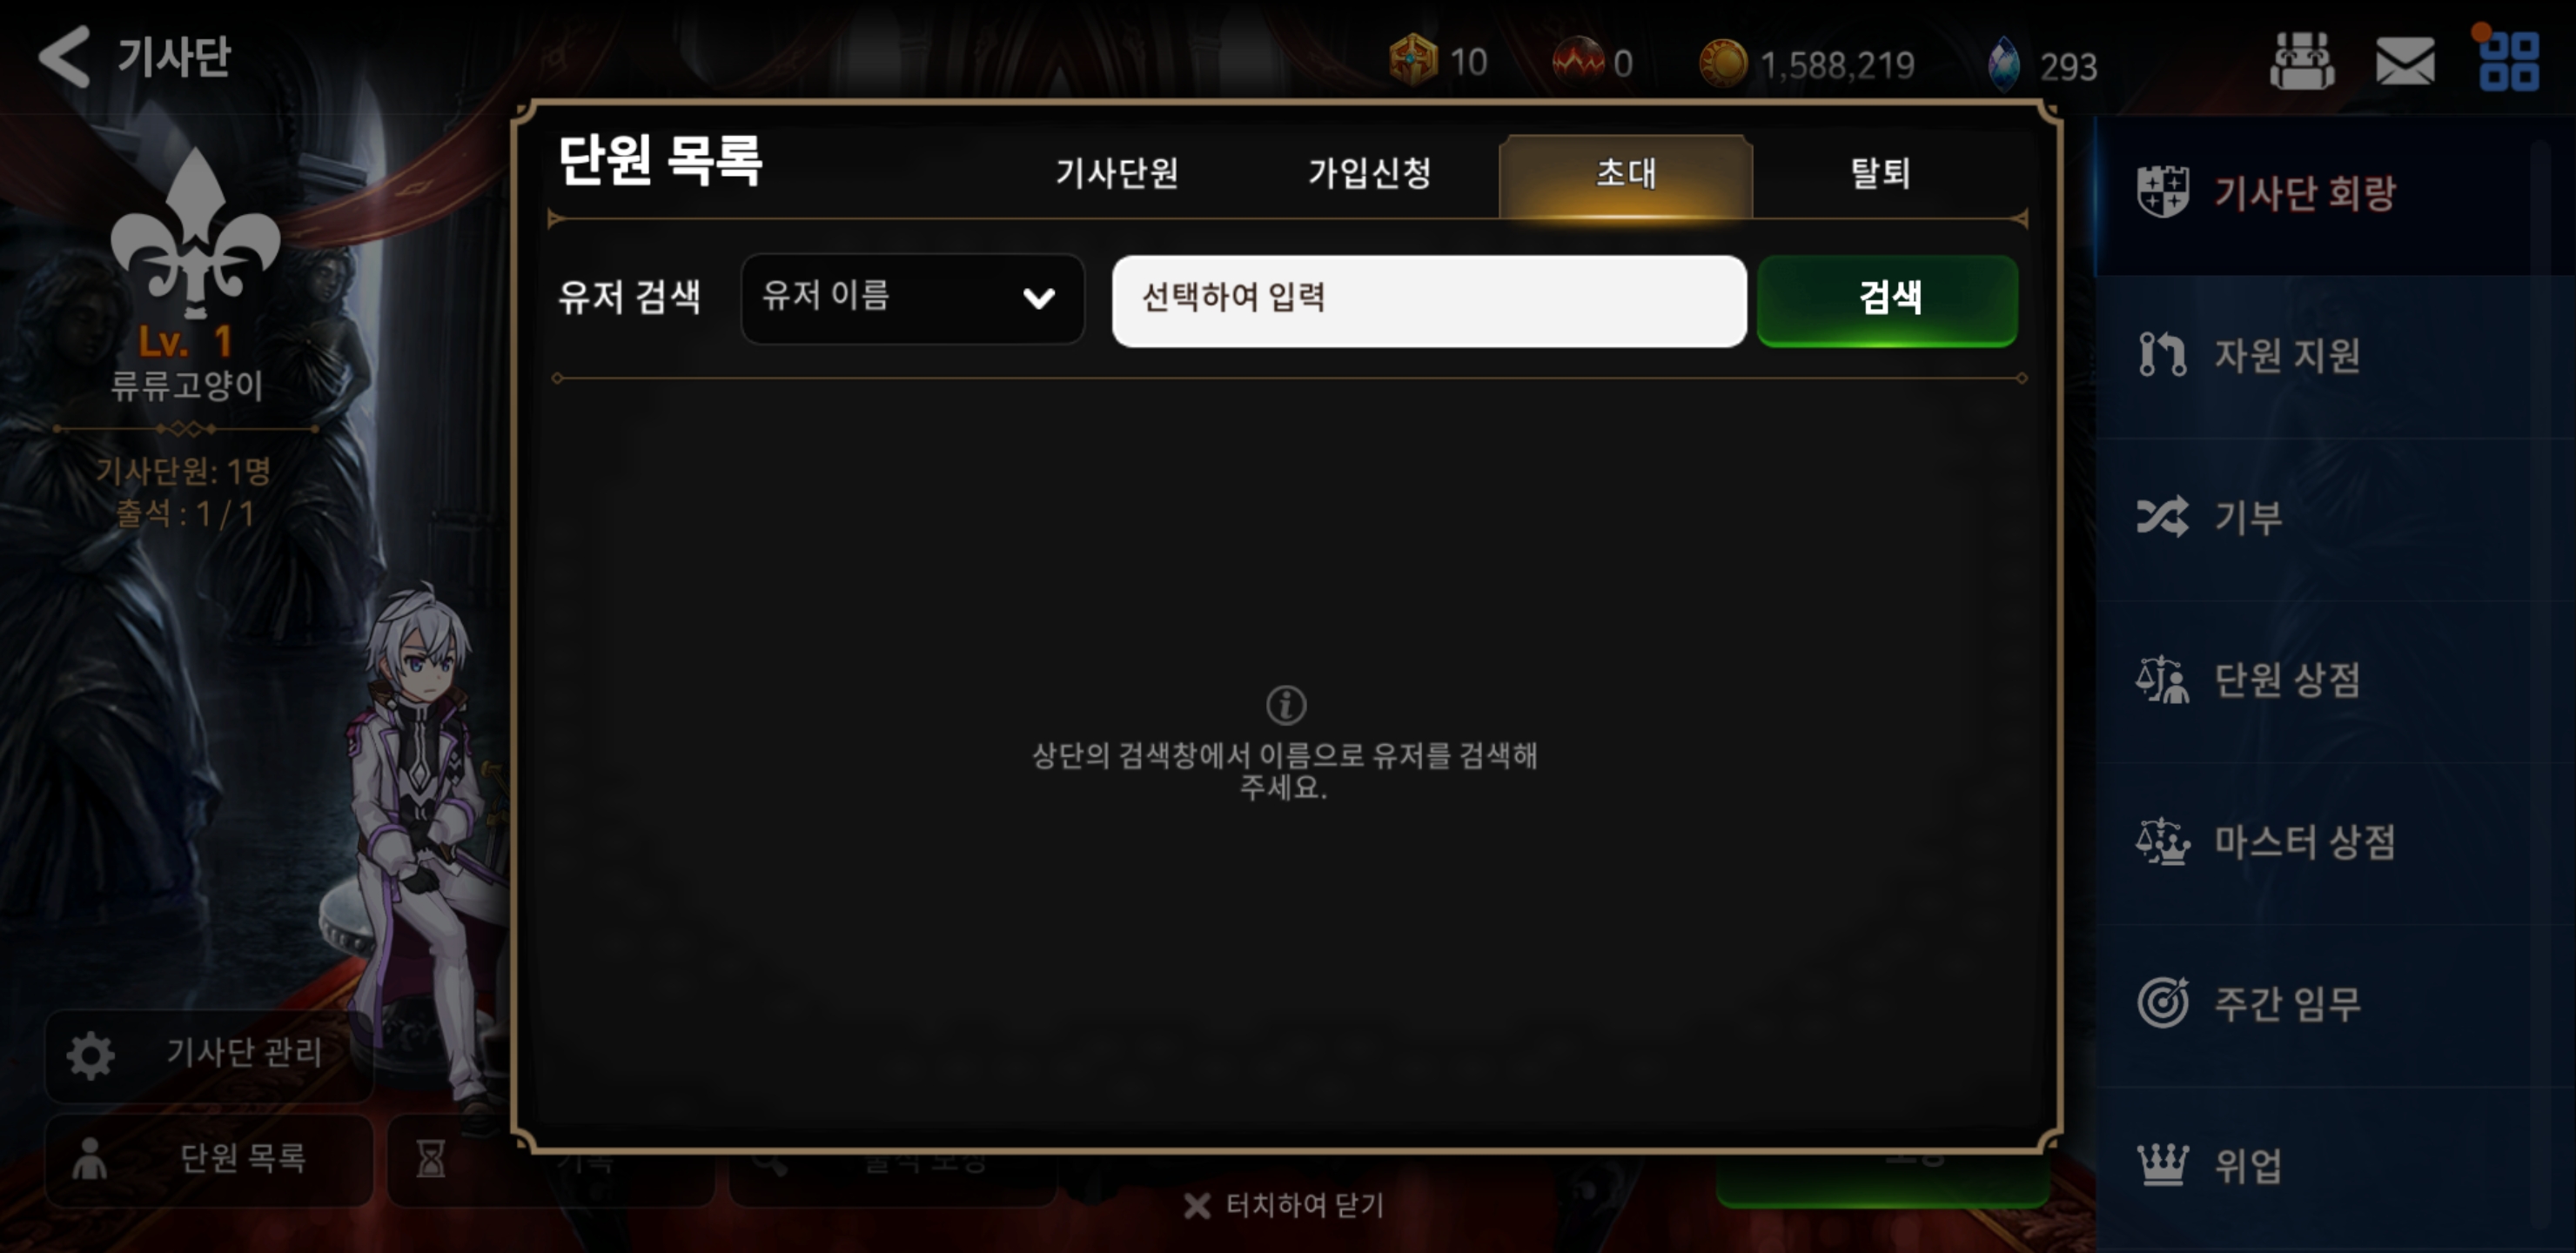 기사단
10
0
1,588,219
293
단원 목록
기사단원
가입신청
초대
탈퇴
유저 검색
유저 이름
선택하여 입력
검색
상단의 검색창에서 이름으로 유저를 검색해
주세요.
Lv. 1
류류고양이
기사단원: 1명
출석 : 1 / 1
기사단 관리
단원 목록
기록
출석 보상
터치하여 닫기
기사단 회랑
자원 지원
기부
단원 상점
마스터 상점
주간 임무
위업